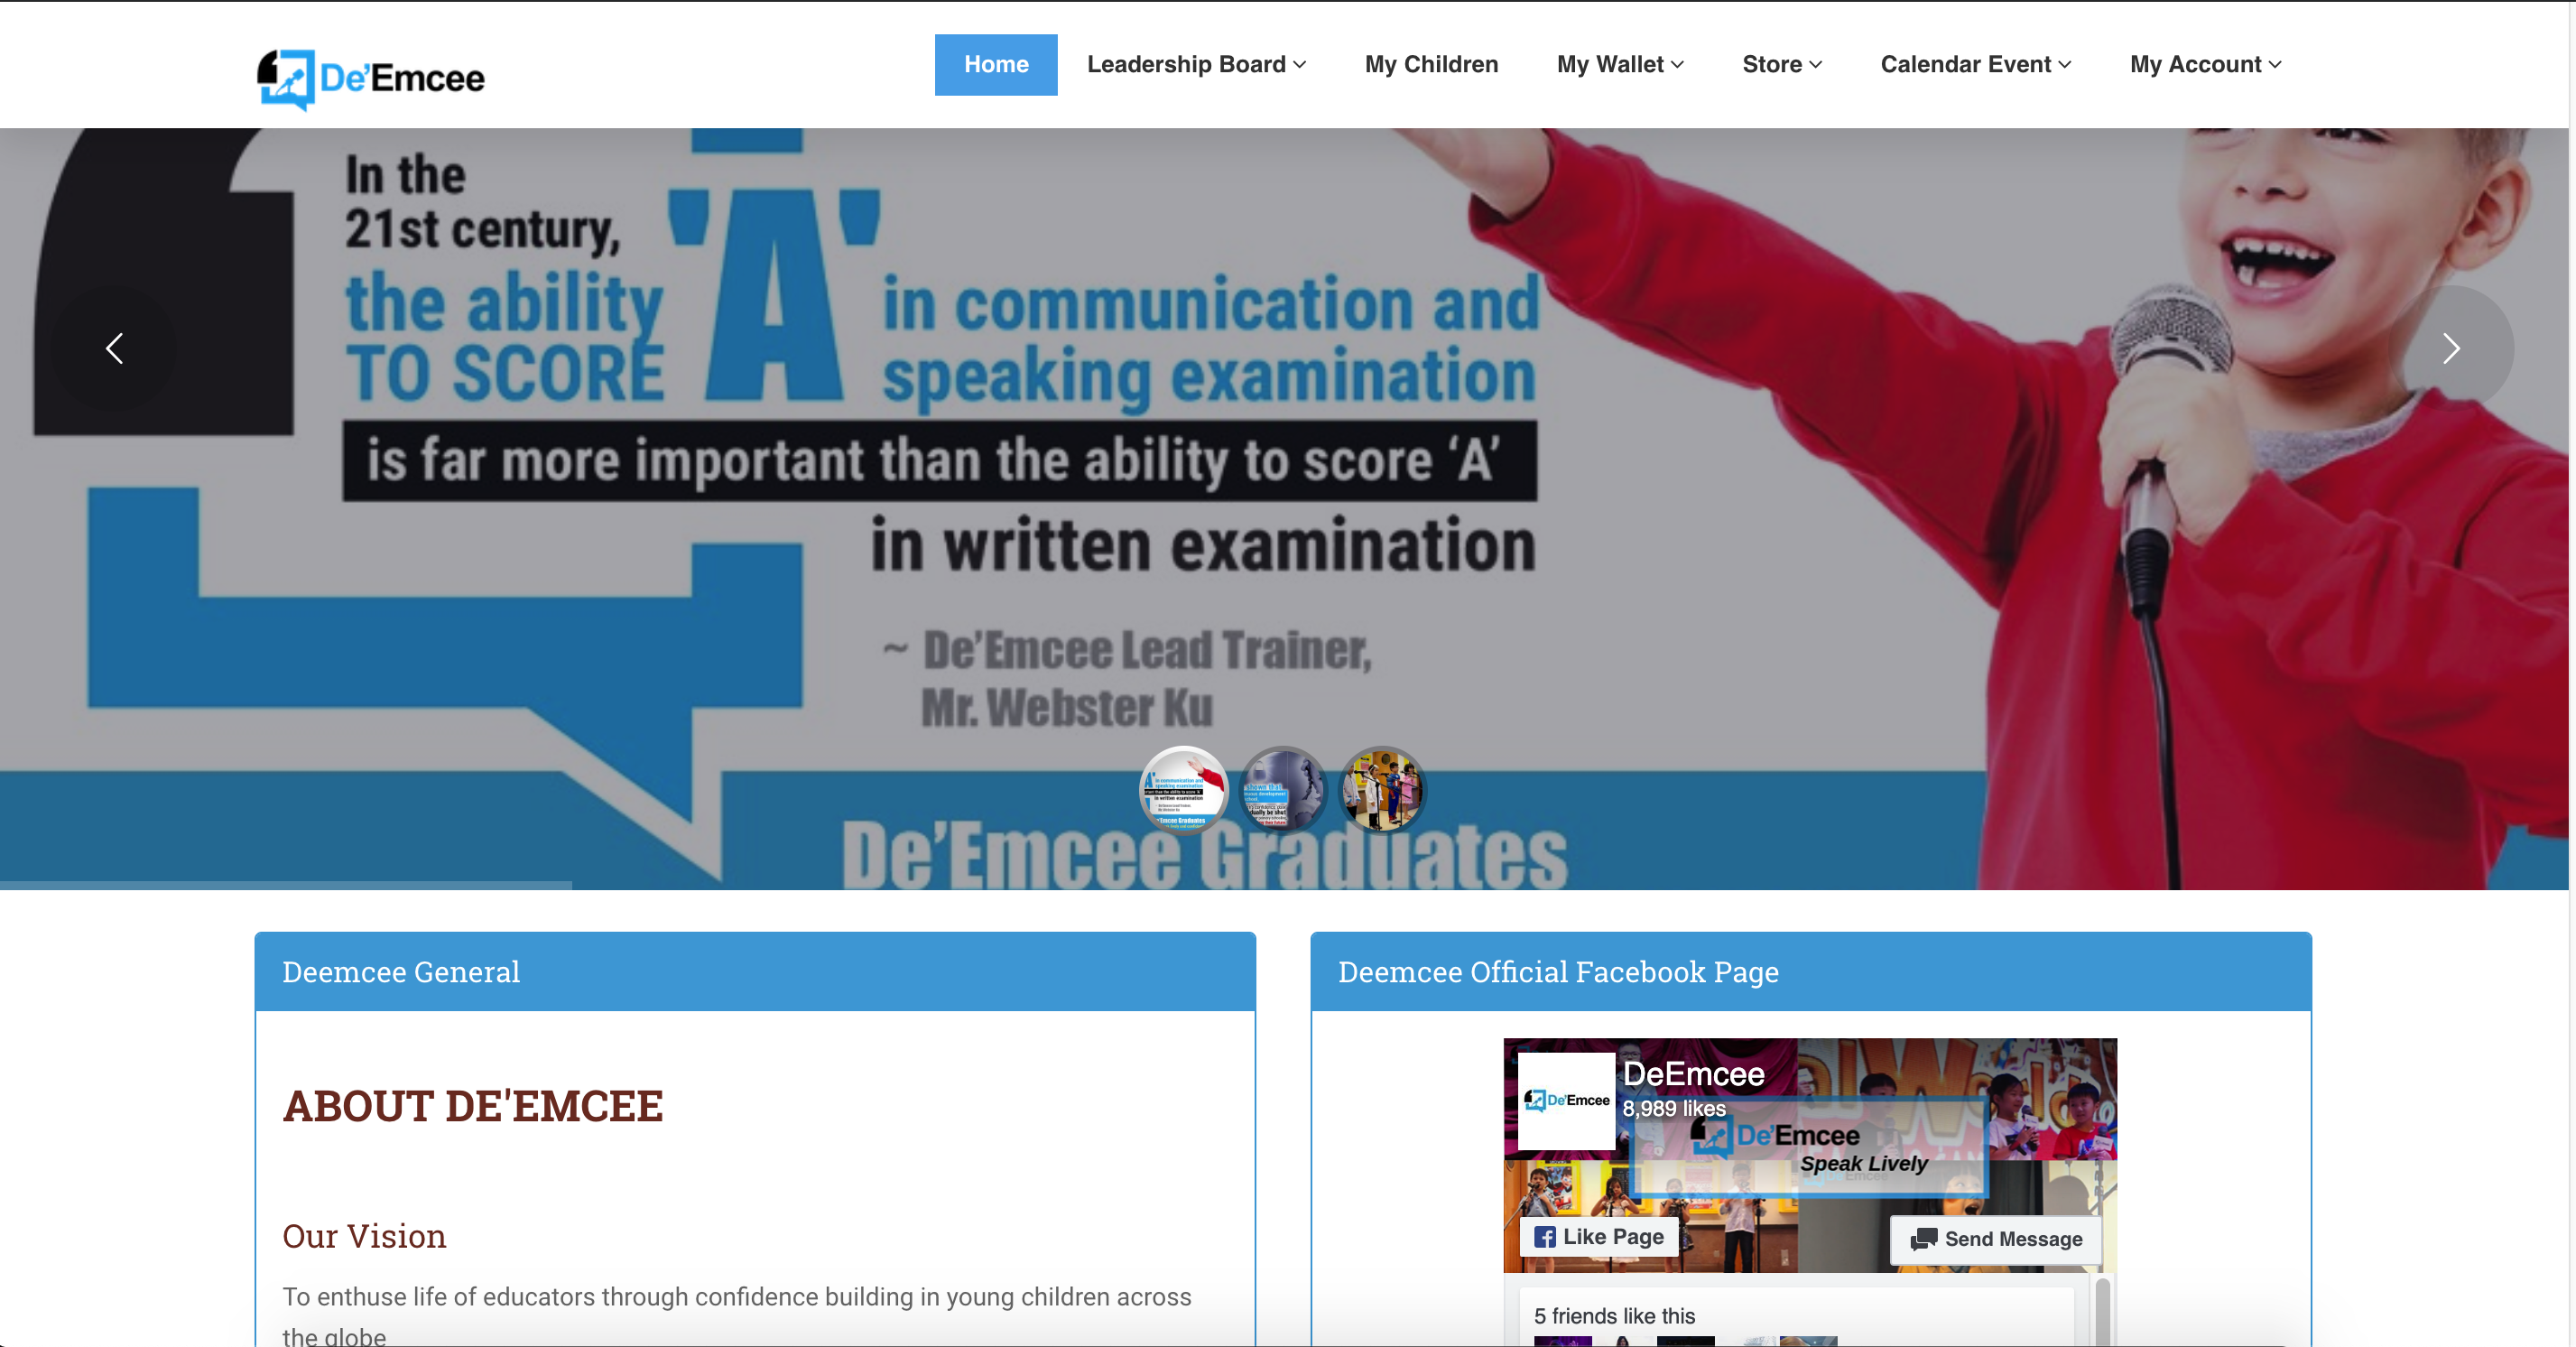 De'Emcee
Home
Leadership Board
My Children
My Wallet
Store
Calendar Event
My Account
In the
21st century,
the ability
TO SCORE
'A'
in communication and
speaking examination
is far more important than the ability to score ‘A’
in written examination
~ De’Emcee Lead Trainer,
Mr. Webster Ku
De’Emcee Graduates
Deemcee General
ABOUT DE'EMCEE
Our Vision
To enthuse life of educators through confidence building in young children across
the globe
Deemcee Official Facebook Page
De'Emcee
DeEmcee
8,989 likes
De'Emcee
Speak Lively
Like Page
Send Message
5 friends like this